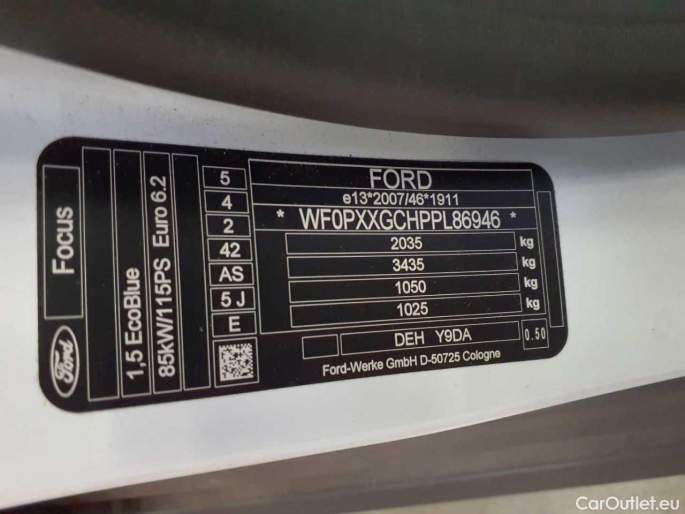 Ford
Focus
1,5 EcoBlue
85kW/115PS Euro 6.2
5
4
2
42
AS
5 J
E
FORD
e13*2007/46*1911
* WF0PXXGCHPPL86946 *
2035 kg
3435 kg
1050 kg
1025 kg
DEH Y9DA
0.50
Ford-Werke GmbH D-50725 Cologne
CarOutlet.eu